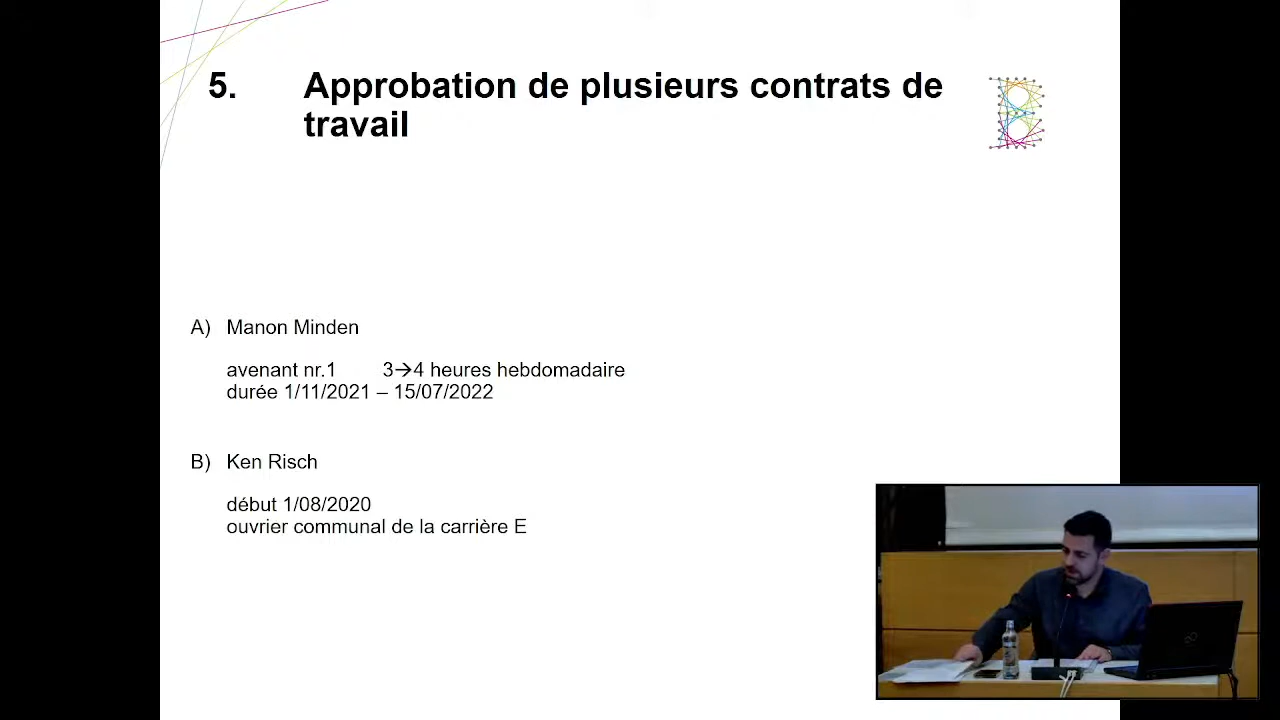 5. Approbation de plusieurs contrats de
travail
A) Manon Minden
avenant nr.1 3→4 heures hebdomadaire
durée 1/11/2021 – 15/07/2022
B) Ken Risch
début 1/08/2020
ouvrier communal de la carrière E